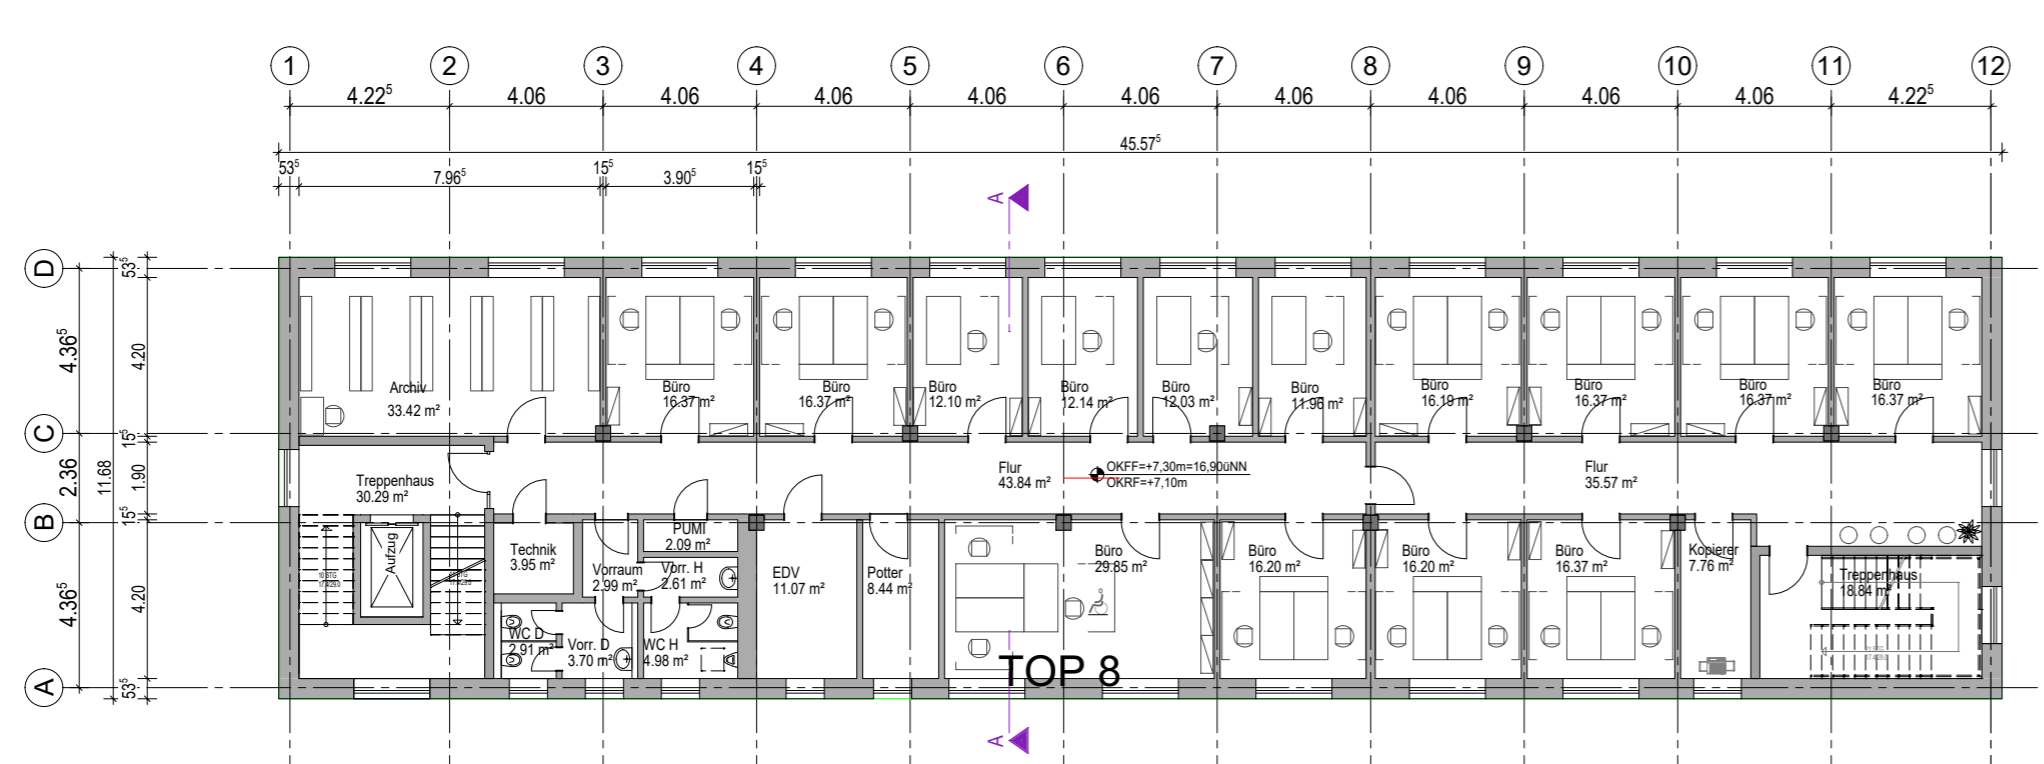 1 2 3 4 5 6 7 8 9 10 11 12
4.22⁵ 4.06 4.06 4.06 4.06 4.06 4.06 4.06 4.06 4.06 4.22⁵
45.57⁵
53⁵ 7.96⁵ 15⁵ 3.90⁵ 15⁵
A
D
C
B
A
4.36⁵
2.36
4.36⁵
11.68
53⁵
4.20
15⁵
1.90
15⁵
4.20
53⁵
Archiv
33.42 m²
Büro
16.37 m²
Büro
16.37 m²
Büro
12.10 m²
Büro
12.14 m²
Büro
12.03 m²
Büro
11.96 m²
Büro
16.19 m²
Büro
16.37 m²
Büro
16.37 m²
Büro
16.37 m²
Treppenhaus
30.29 m²
Flur
43.84 m²
OKFF=+7,30m=16,90üNN
OKRF=+7,10m
Flur
35.57 m²
Aufzug
Technik
3.95 m²
Vorraum
2.99 m²
PUMI
2.09 m²
Vorr. H
2.61 m²
WC D
2.91 m²
Vorr. D
3.70 m²
WC H
4.98 m²
EDV
11.07 m²
Potter
8.44 m²
Büro
29.85 m²
Büro
16.20 m²
Büro
16.20 m²
Büro
16.37 m²
Kopierer
7.76 m²
Treppenhaus
18.84 m²
TOP 8
A